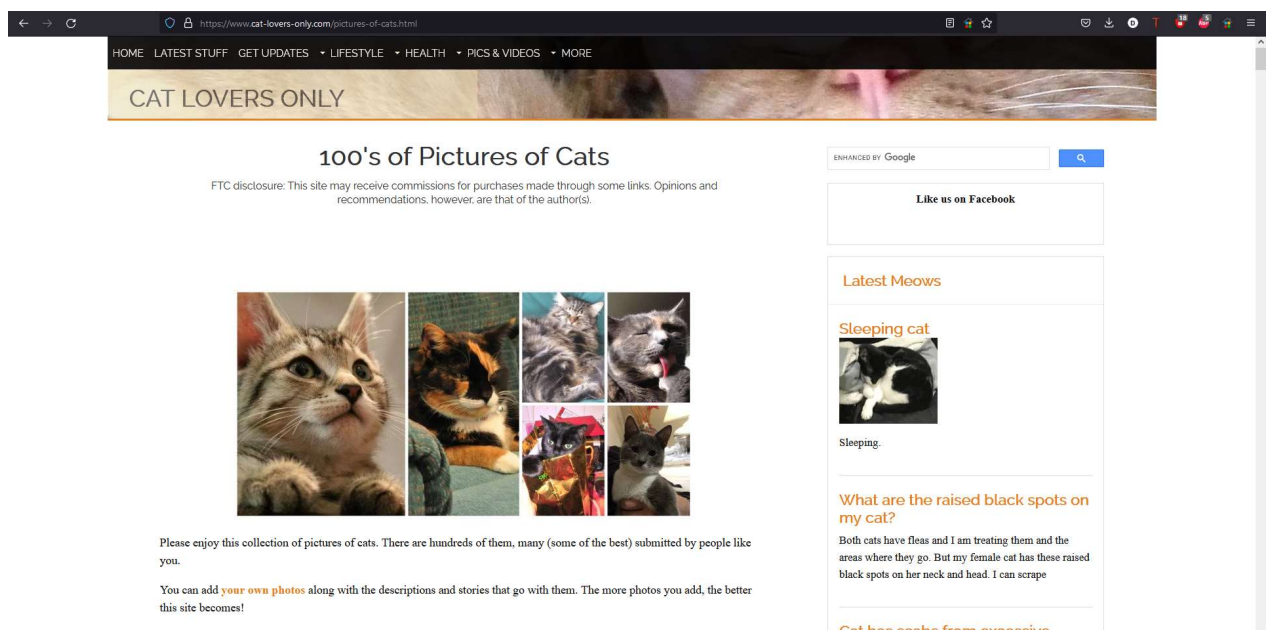 https://www.cat-lovers-only.com/pictures-of-cats.html
18
5
HOME LATEST STUFF GET UPDATES LIFESTYLE HEALTH PICS & VIDEOS MORE
CAT LOVERS ONLY
100's of Pictures of Cats
FTC disclosure: This site may receive commissions for purchases made through some links. Opinions and
recommendations, however, are that of the author(s).
Please enjoy this collection of pictures of cats. There are hundreds of them, many (some of the best) submitted by people like
you.
You can add your own photos along with the descriptions and stories that go with them. The more photos you add, the better
this site becomes!
ENHANCED BY Google
Like us on Facebook
Latest Meows
Sleeping cat
Sleeping.
What are the raised black spots on
my cat?
Both cats have fleas and I am treating them and the
areas where they go. But my female cat has these raised
black spots on her neck and head. I can scrape